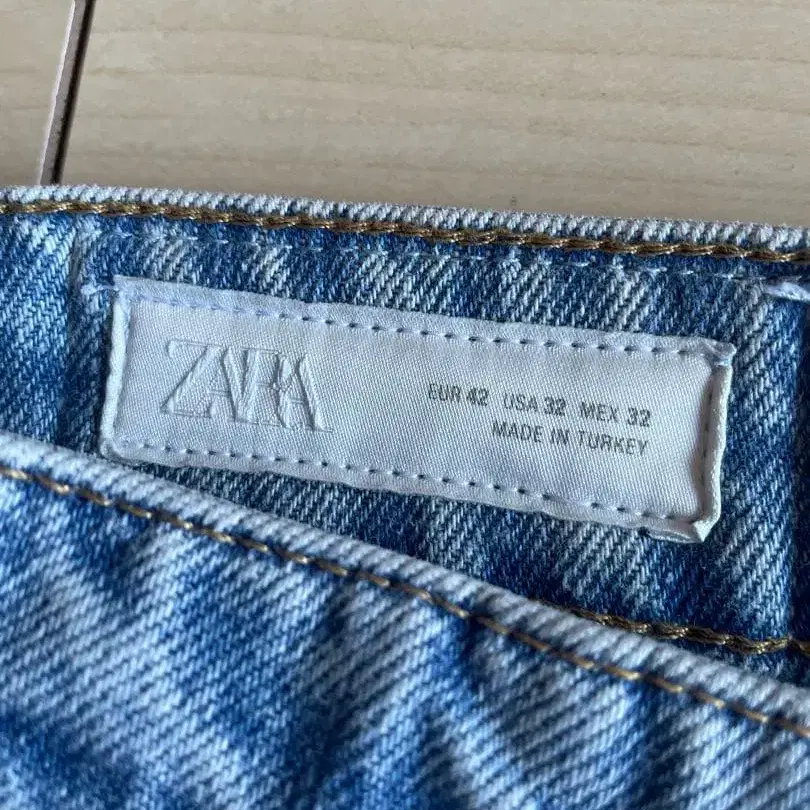 ZARA
EUR 42 USA 32 MEX 32
MADE IN TURKEY